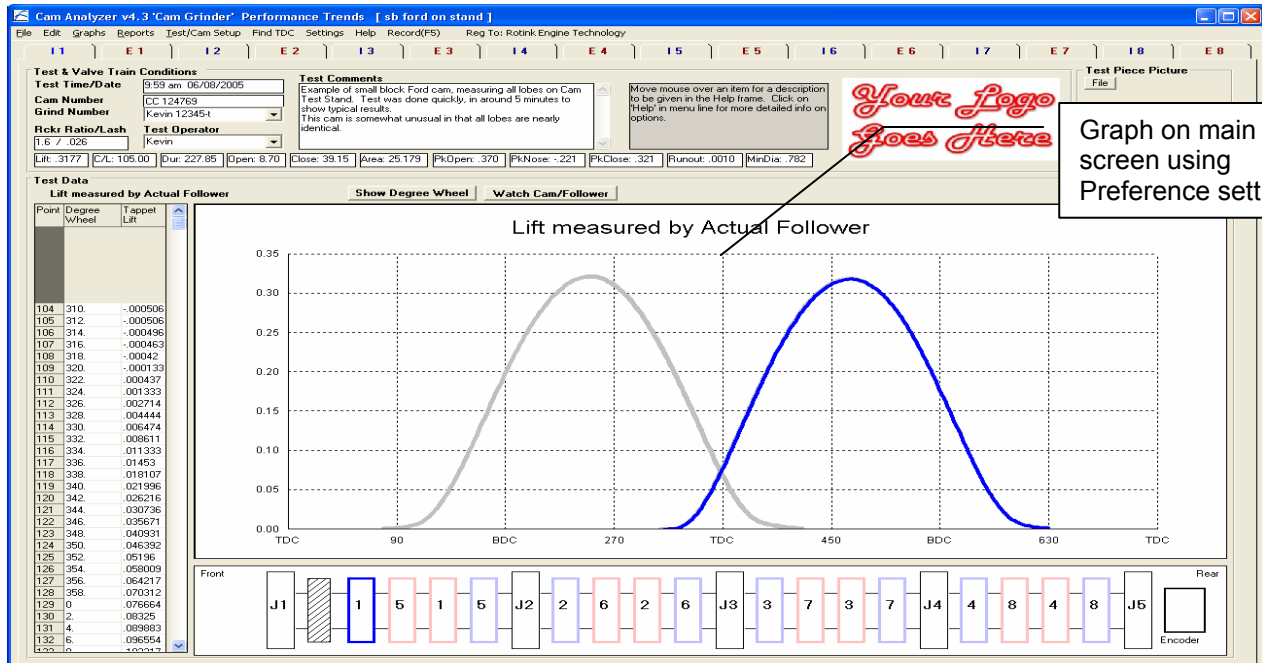 Cam Analyzer v4.3 'Cam Grinder' Performance Trends [ sb ford on stand ]
File Edit Graphs Reports Test/Cam Setup Find TDC Settings Help Record(F5) Reg To: Rotink Engine Technology
I 1 E 1 I 2 E 2 I 3 E 3 I 4 E 4 I 5 E 5 I 6 E 6 I 7 E 7 I 8 E 8
Test & Valve Train Conditions
Test Time/Date 9:59 am 06/08/2005
Cam Number CC 124769
Grind Number Kevin 12345-t
Rckr Ratio/Lash Test Operator
1.6 / .026 Kevin
Test Comments
Example of small block Ford cam, measuring all lobes on Cam
Test Stand. Test was done quickly, in around 5 minutes to
show typical results.
This cam is somewhat unusual in that all lobes are nearly
identical.
Move mouse over an item for a description
to be given in the Help frame. Click on
'Help' in menu line for more detailed info on
options.
Your Logo
Goes Here
Test Piece Picture
File
Graph on main
screen using
Preference sett
Lift: .3177 C/L: 105.00 Dur: 227.85 Open: 8.70 Close: 39.15 Area: 25.179 PkOpen: .370 PkNose: -.221 PkClose: .321 Runout: .0010 MinDia: .782
Test Data
Lift measured by Actual Follower
Show Degree Wheel Watch Cam/Follower
Point Degree Tappet
Wheel Lift
104 310. -.000506
105 312. -.000506
106 314. -.000496
107 316. -.000463
108 318. -.00042
109 320. -.000133
110 322. .000437
111 324. .001333
112 326. .002714
113 328. .004444
114 330. .006474
115 332. .008611
116 334. .011333
117 336. .01453
118 338. .018107
119 340. .021996
120 342. .026216
121 344. .030736
122 346. .035671
123 348. .040931
124 350. .046392
125 352. .05196
126 354. .058009
127 356. .064217
128 358. .070312
129 0 .076664
130 2. .08325
131 4. .089883
132 6. .096554
Lift measured by Actual Follower
0.35
0.30
0.25
0.20
0.15
0.10
0.05
0.00
TDC 90 BDC 270 TDC 450 BDC 630 TDC
Front Rear
J1 1 5 1 5 J2 2 6 2 6 J3 3 7 3 7 J4 4 8 4 8 J5
Encoder